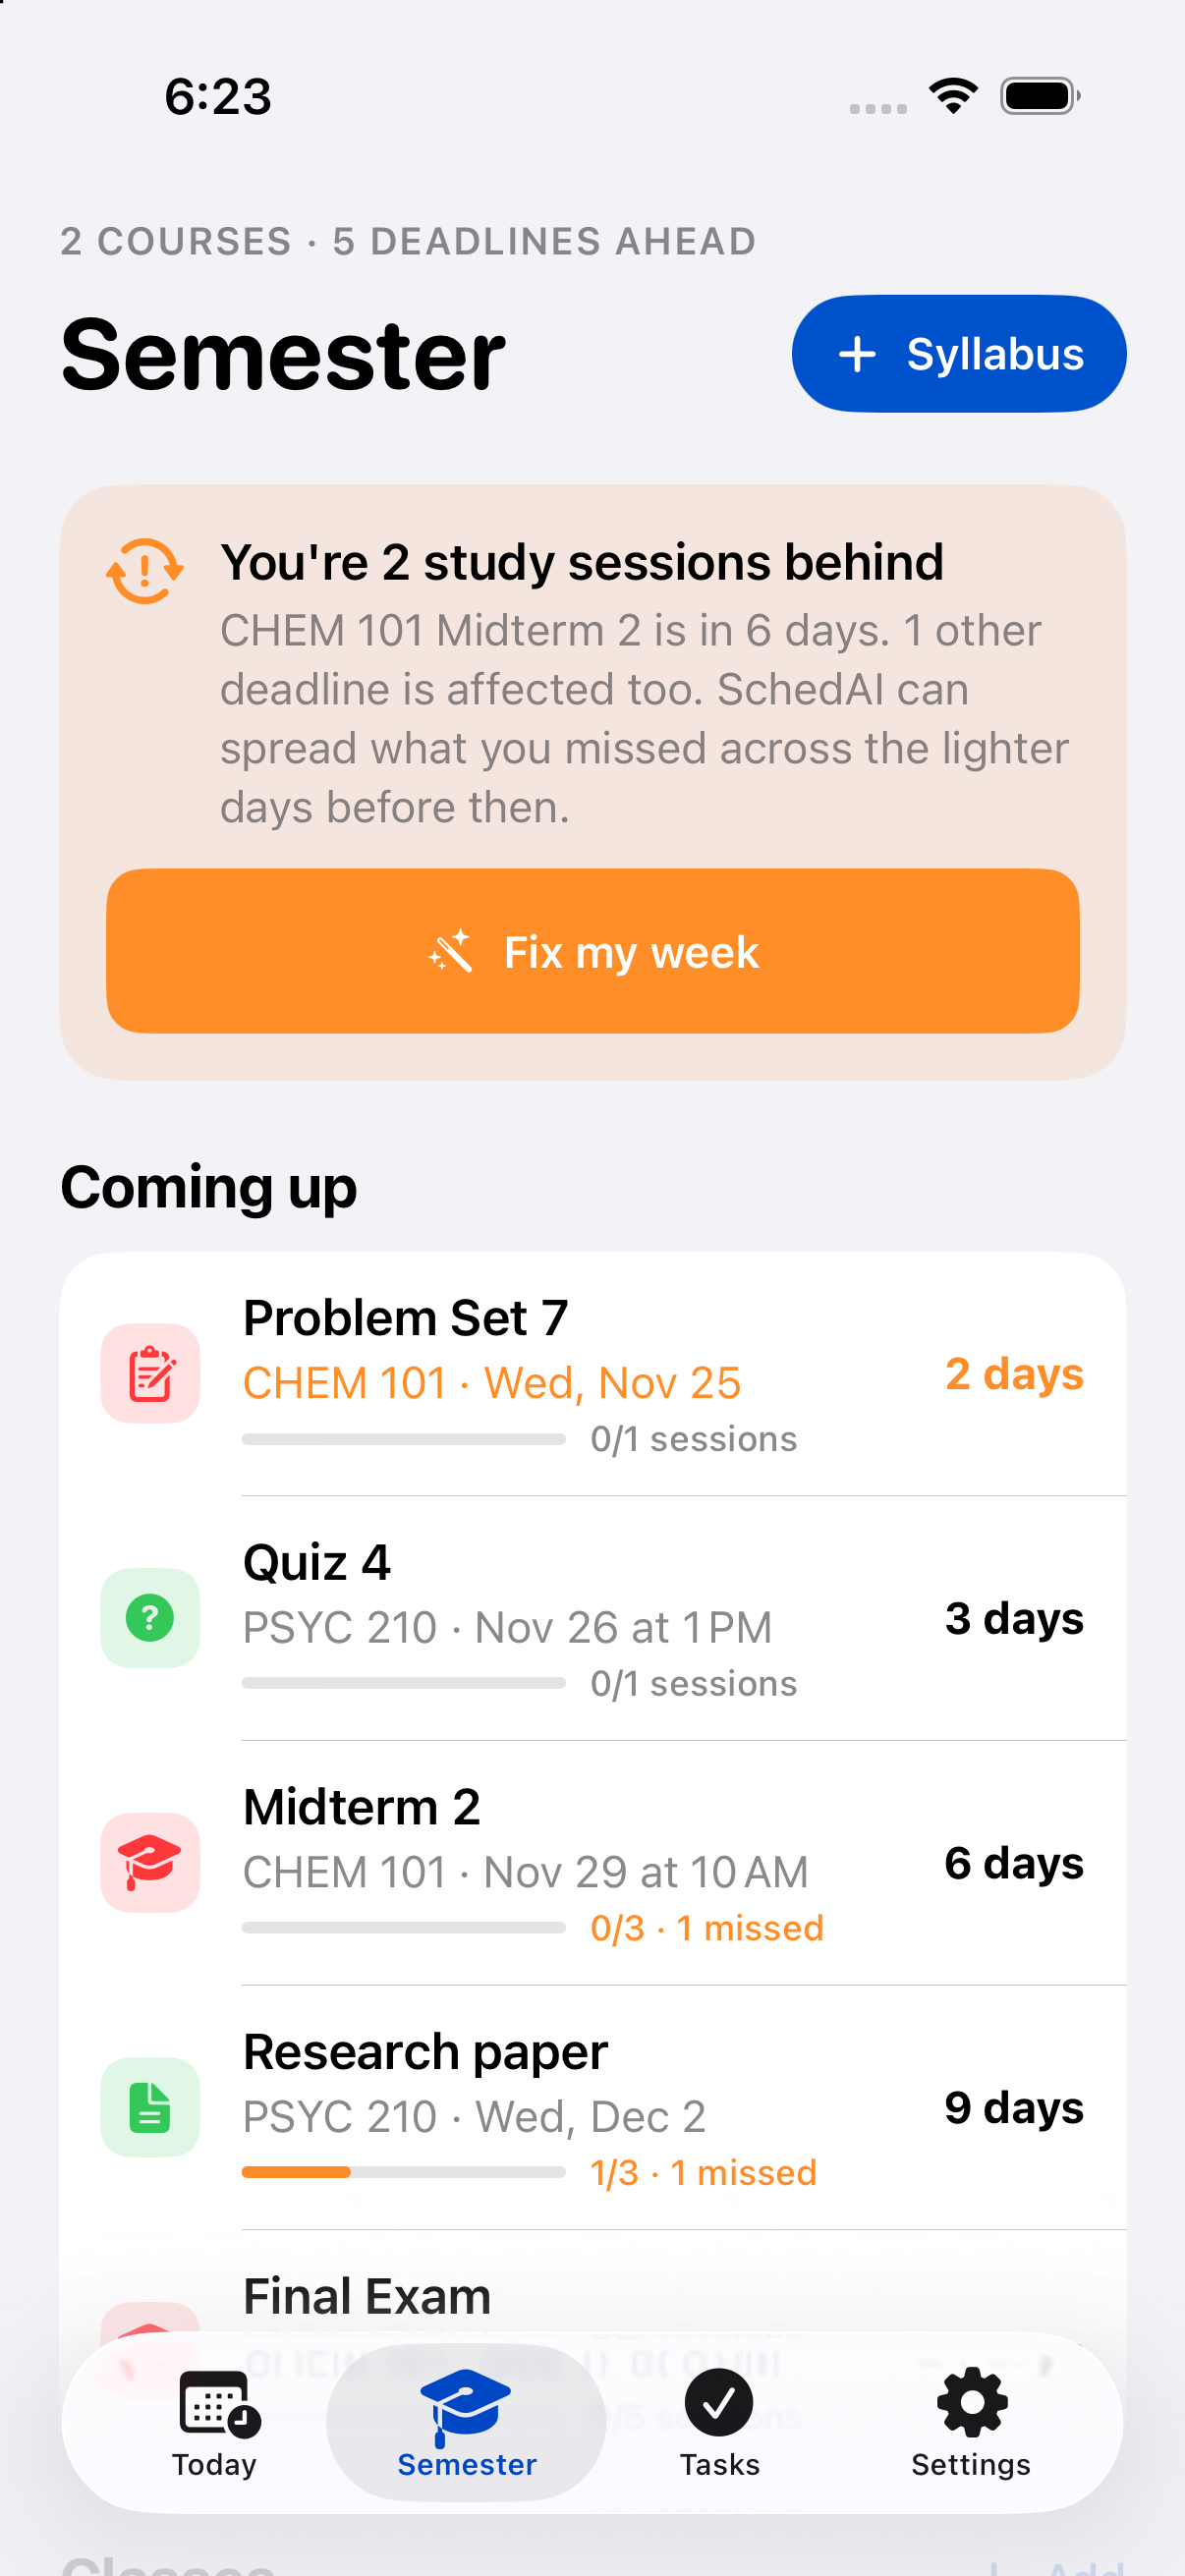 6:23
2 COURSES · 5 DEADLINES AHEAD
Semester
+ Syllabus
You're 2 study sessions behind
CHEM 101 Midterm 2 is in 6 days. 1 other
deadline is affected too. SchedAI can
spread what you missed across the lighter
days before then.
Fix my week
Coming up
Problem Set 7
CHEM 101 · Wed, Nov 25
0/1 sessions
2 days
Quiz 4
PSYC 210 · Nov 26 at 1 PM
0/1 sessions
3 days
Midterm 2
CHEM 101 · Nov 29 at 10 AM
0/3 · 1 missed
6 days
Research paper
PSYC 210 · Wed, Dec 2
1/3 · 1 missed
9 days
Final Exam
Today
Semester
Tasks
Settings
Classes
Add